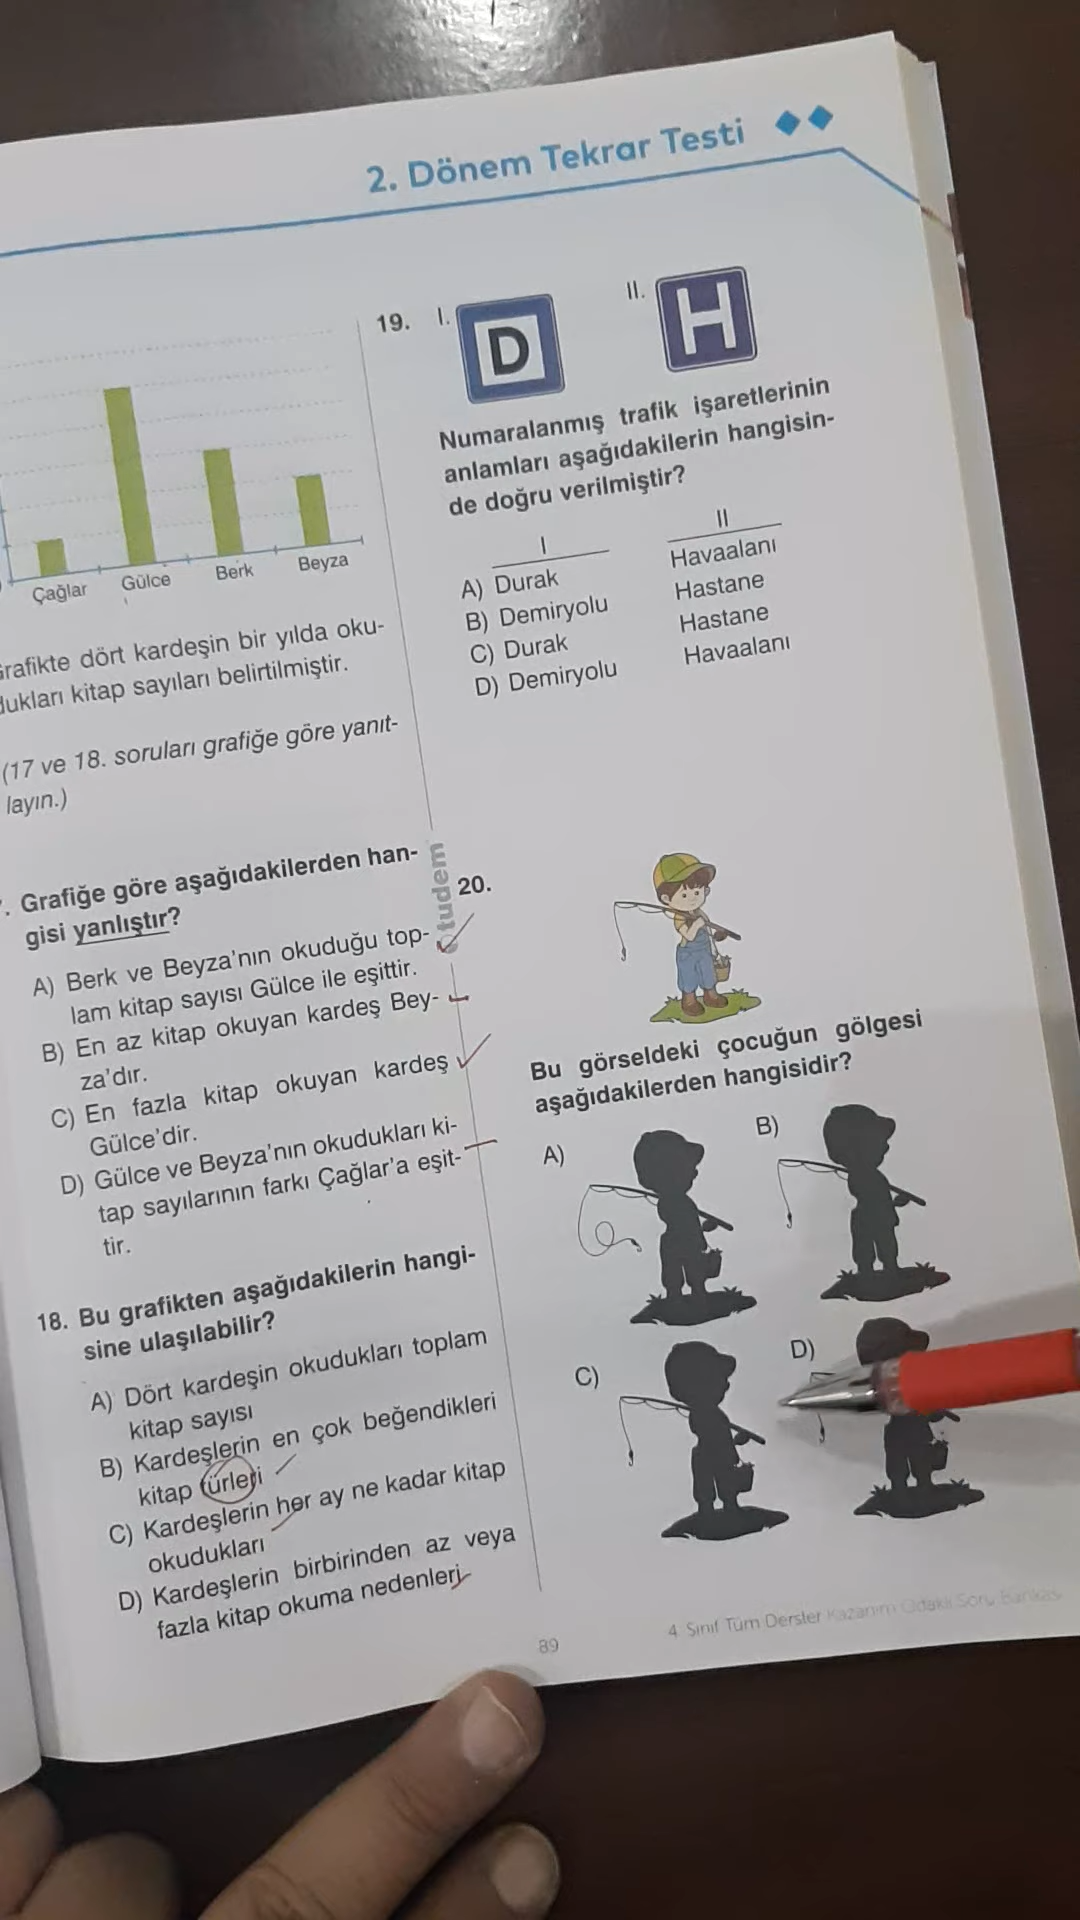 2. Dönem Tekrar Testi
Çağlar
Gülce
Berk
Beyza
Grafikte dört kardeşin bir yılda oku-
dukları kitap sayıları belirtilmiştir.
(17 ve 18. soruları grafiğe göre yanıt-
layın.)
. Grafiğe göre aşağıdakilerden han-
gisi yanlıştır?
A) Berk ve Beyza'nın okuduğu top-
lam kitap sayısı Gülce ile eşittir.
B) En az kitap okuyan kardeş Bey-
za'dır.
C) En fazla kitap okuyan kardeş
Gülce'dir.
D) Gülce ve Beyza'nın okudukları ki-
tap sayılarının farkı Çağlar'a eşit-
tir.
18. Bu grafikten aşağıdakilerin hangi-
sine ulaşılabilir?
A) Dört kardeşin okudukları toplam
kitap sayısı
B) Kardeşlerin en çok beğendikleri
kitap türleri
C) Kardeşlerin her ay ne kadar kitap
okudukları
D) Kardeşlerin birbirinden az veya
fazla kitap okuma nedenleri
tudem
19. I. D II. H
Numaralanmış trafik işaretlerinin
anlamları aşağıdakilerin hangisin-
de doğru verilmiştir?
I II
A) Durak Havaalanı
B) Demiryolu Hastane
C) Durak Hastane
D) Demiryolu Havaalanı
20.
Bu görseldeki çocuğun gölgesi
aşağıdakilerden hangisidir?
A)
B)
C)
D)
89
4. Sınıf Tüm Dersler Kazanım Odaklı Soru Bankası